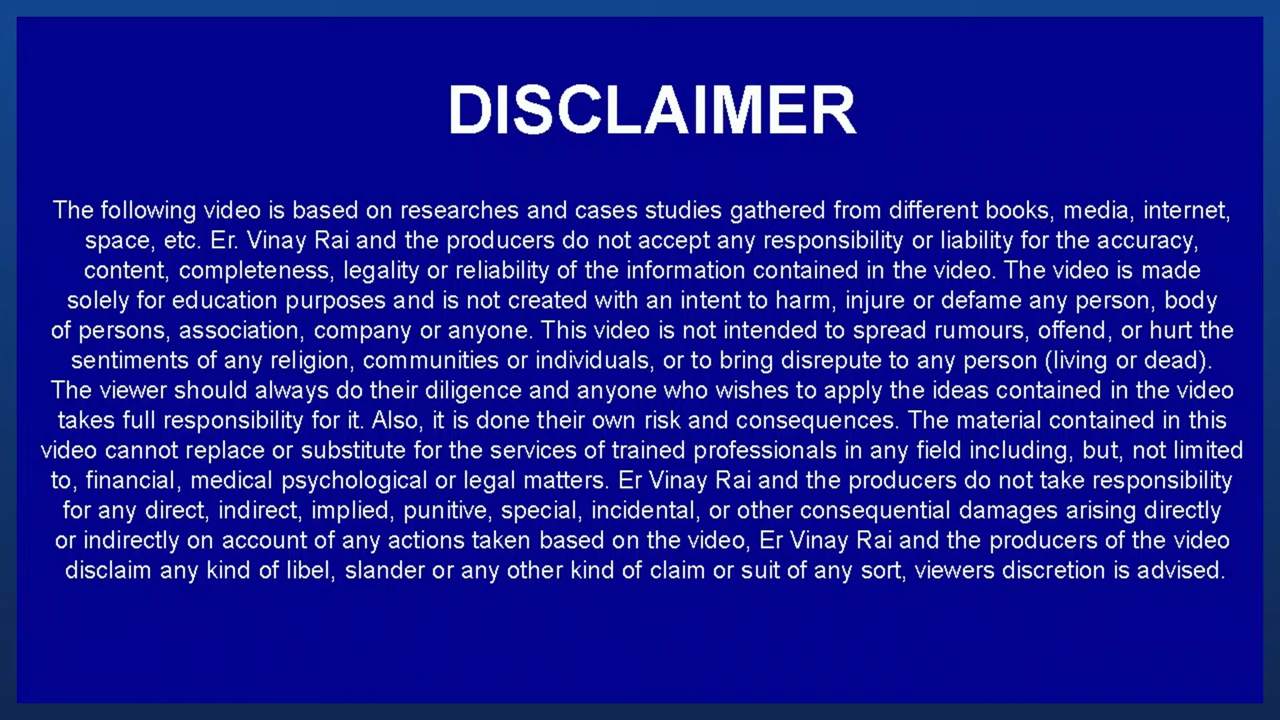 DISCLAIMER
The following video is based on researches and cases studies gathered from different books, media, internet,
space, etc. Er. Vinay Rai and the producers do not accept any responsibility or liability for the accuracy,
content, completeness, legality or reliability of the information contained in the video. The video is made
solely for education purposes and is not created with an intent to harm, injure or defame any person, body
of persons, association, company or anyone. This video is not intended to spread rumours, offend, or hurt the
sentiments of any religion, communities or individuals, or to bring disrepute to any person (living or dead).
The viewer should always do their diligence and anyone who wishes to apply the ideas contained in the video
takes full responsibility for it. Also, it is done their own risk and consequences. The material contained in this
video cannot replace or substitute for the services of trained professionals in any field including, but, not limited
to, financial, medical psychological or legal matters. Er Vinay Rai and the producers do not take responsibility
for any direct, indirect, implied, punitive, special, incidental, or other consequential damages arising directly
or indirectly on account of any actions taken based on the video, Er Vinay Rai and the producers of the video
disclaim any kind of libel, slander or any other kind of claim or suit of any sort, viewers discretion is advised.